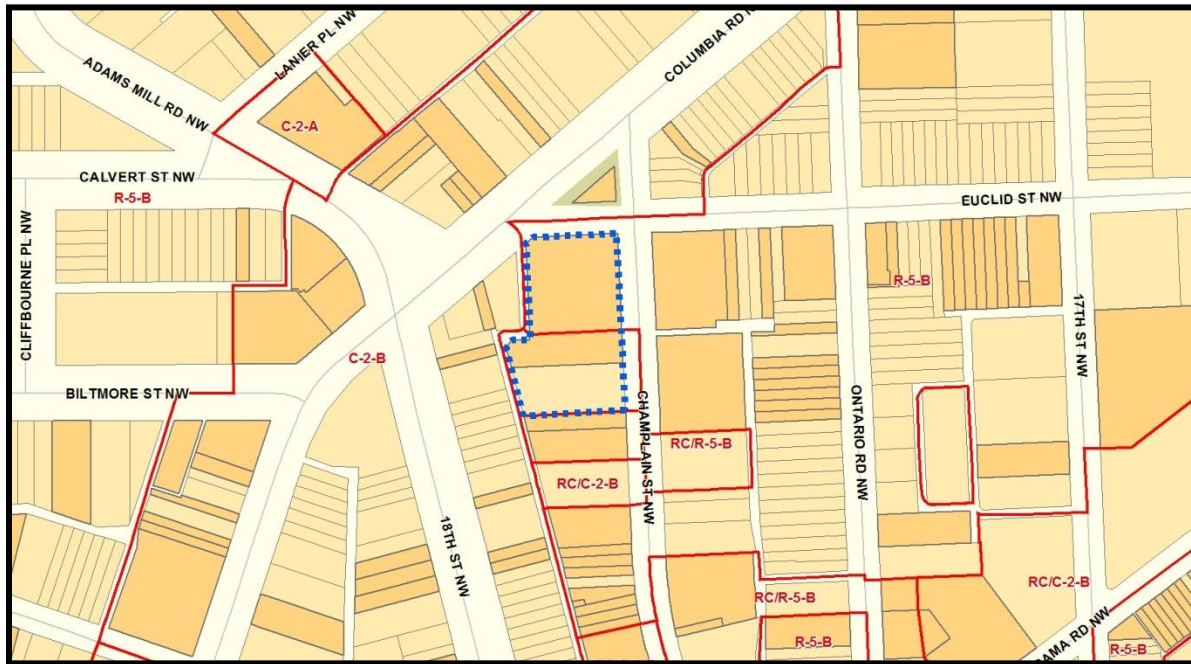 LANIER PL NW
COLUMBIA RD N
ADAMS MILL RD NW
C-2-A
CALVERT ST NW
R-5-B
EUCLID ST NW
CLIFFBOURNE PL NW
R-5-B
17TH ST NW
C-2-B
BILTMORE ST NW
CHAMPLAIN ST NW
ONTARIO RD NW
RC/R-5-B
RC/C-2-B
18TH ST NW
RC/C-2-B
RC/R-5-B
R-5-B
AMA RD NW
R-5-B